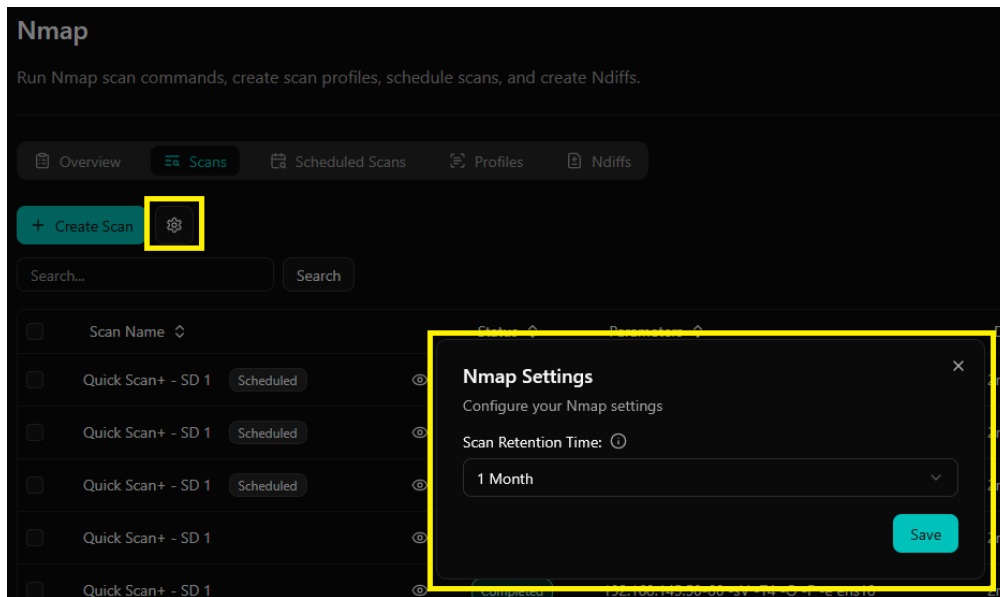 Nmap
Run Nmap scan commands, create scan profiles, schedule scans, and create Ndiffs.
Overview Scans Scheduled Scans Profiles Ndiffs
+ Create Scan
Search... Search
Scan Name Status Parameters
Nmap Settings
Quick Scan+ - SD 1 Scheduled
Configure your Nmap settings
Quick Scan+ - SD 1 Scheduled
Scan Retention Time:
1 Month
Quick Scan+ - SD 1 Scheduled
Save
Quick Scan+ - SD 1
Quick Scan+ - SD 1 Completed